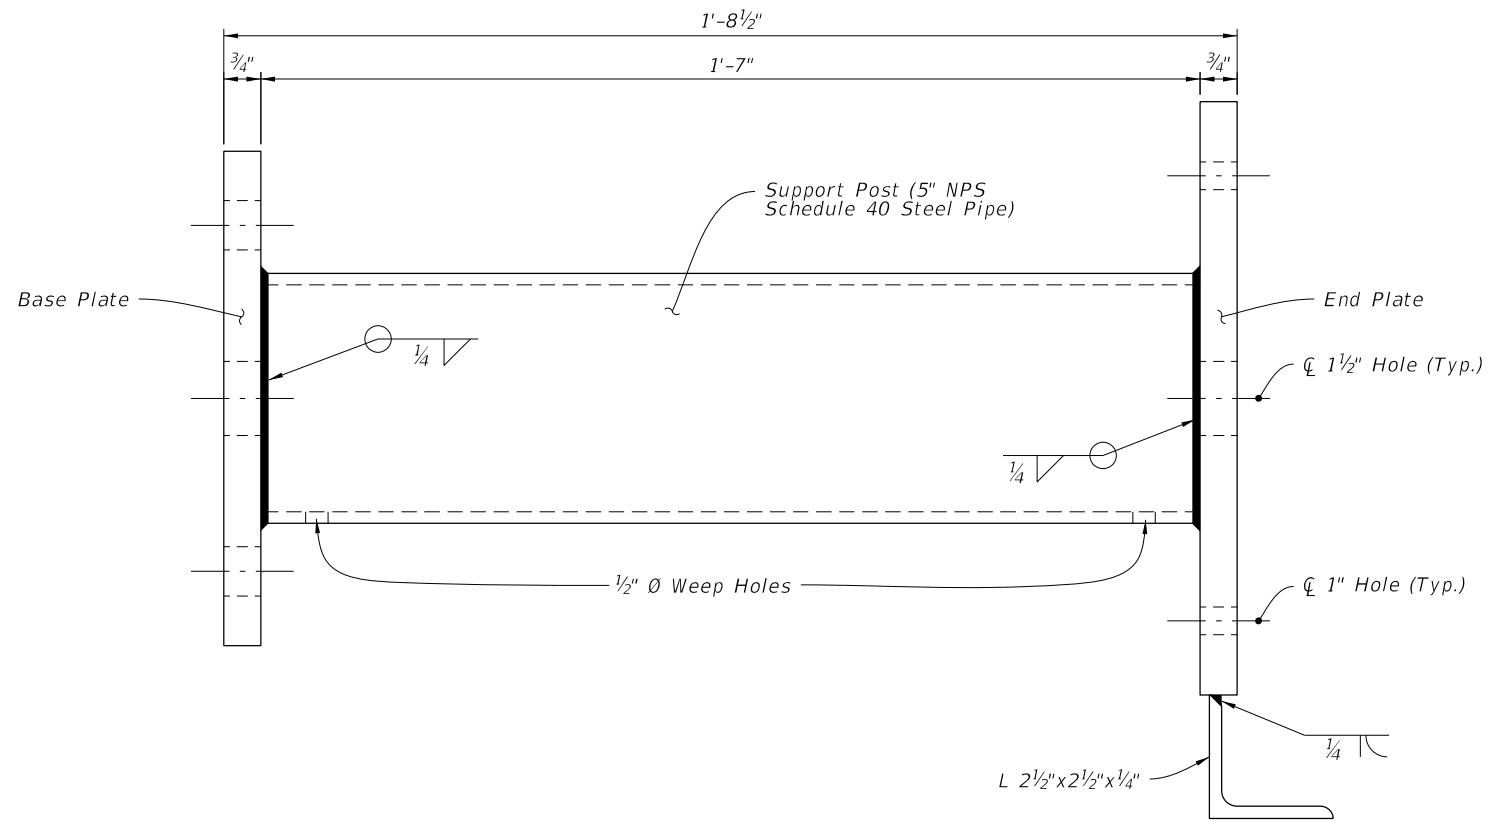 1'-8½"
¾"
1'-7"
¾"
Support Post (5" NPS
Schedule 40 Steel Pipe)
Base Plate
End Plate
¼
℄ 1½" Hole (Typ.)
¼
½" Ø Weep Holes
℄ 1" Hole (Typ.)
¼
L 2½"x2½"x¼"